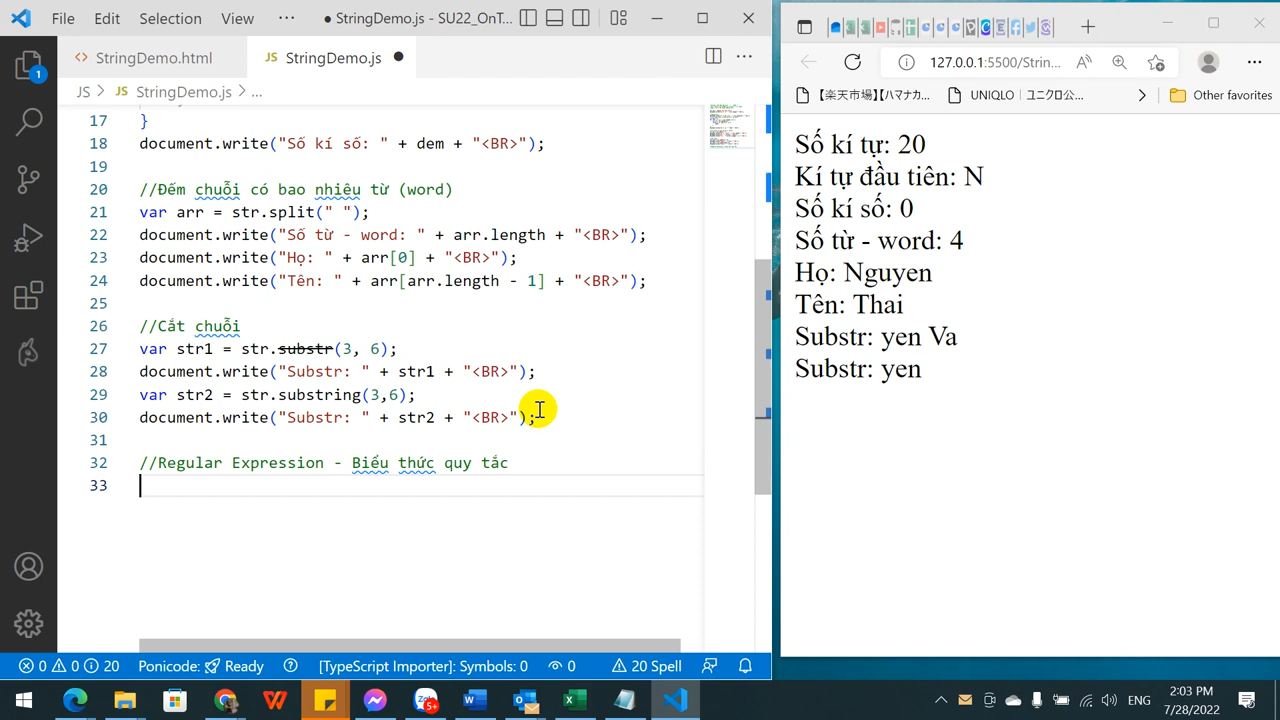 File Edit Selection View ··· ● StringDemo.js - SU22_OnT...
<> StringDemo.html JS StringDemo.js ●
JS > JS StringDemo.js > ...
1
17 }
18 document.write("Số kí số: " + dem + "<BR>");
19
20 //Đếm chuỗi có bao nhiêu từ (word)
21 var arr = str.split(" ");
22 document.write("Số từ - word: " + arr.length + "<BR>");
23 document.write("Họ: " + arr[0] + "<BR>");
24 document.write("Tên: " + arr[arr.length - 1] + "<BR>");
25
26 //Cắt chuỗi
27 var str1 = str.substr(3, 6);
28 document.write("Substr: " + str1 + "<BR>");
29 var str2 = str.substring(3,6);
30 document.write("Substr: " + str2 + "<BR>");
31
32 //Regular Expression - Biểu thức quy tắc
33
0 0 20 Ponicode: Ready [TypeScript Importer]: Symbols: 0 0 20 Spell
127.0.0.1:5500/Strin...
【楽天市場】【ハマナカ... UNIQLO｜ユニクロ公... Other favorites
Số kí tự: 20
Kí tự đầu tiên: N
Số kí số: 0
Số từ - word: 4
Họ: Nguyen
Tên: Thai
Substr: yen Va
Substr: yen
5+
ENG
2:03 PM
7/28/2022